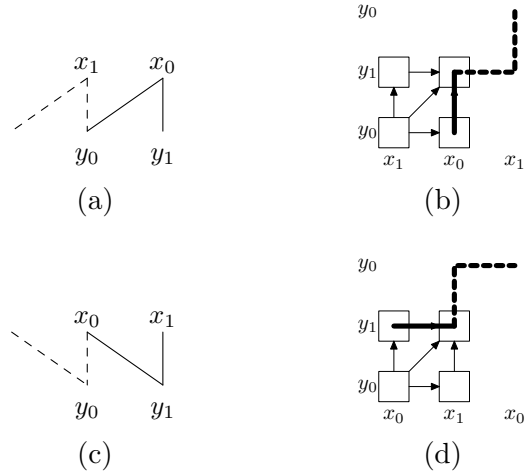 x₁ x₀
y₀ y₁
(a)
y₀
y₁
y₀
x₁ x₀ x₁
(b)
x₀ x₁
y₀ y₁
(c)
y₀
y₁
y₀
x₀ x₁ x₀
(d)